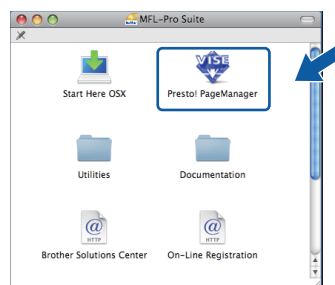 MFL-Pro Suite
VISE
Start Here OSX
Presto! PageManager
Utilities
Documentation
@
HTTP
@
HTTP
Brother Solutions Center
On-Line Registration